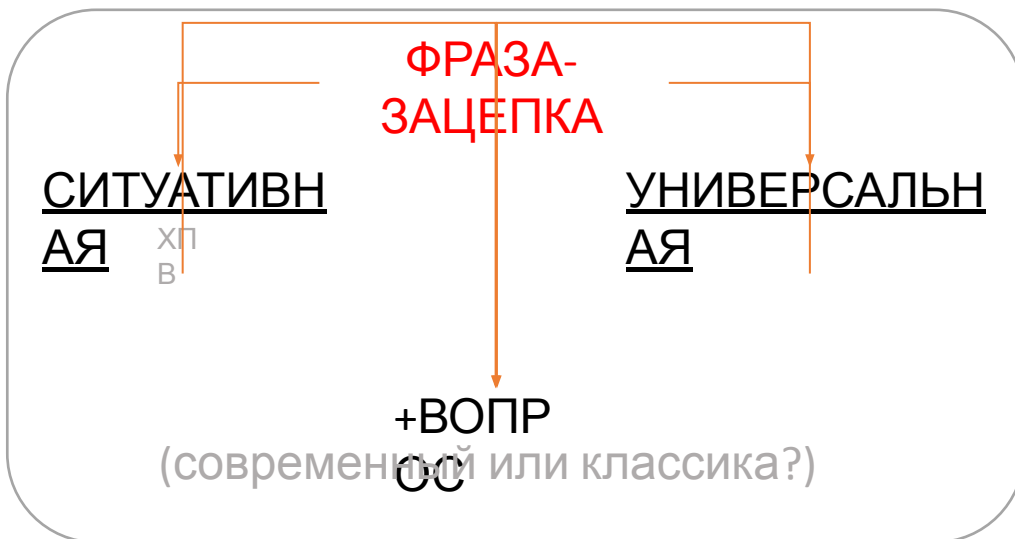 ФРАЗА-
ЗАЦЕПКА
СИТУАТИВН
АЯ
ХП
В
УНИВЕРСАЛЬН
АЯ
+ВОПР
ОС
(современный или классика?)